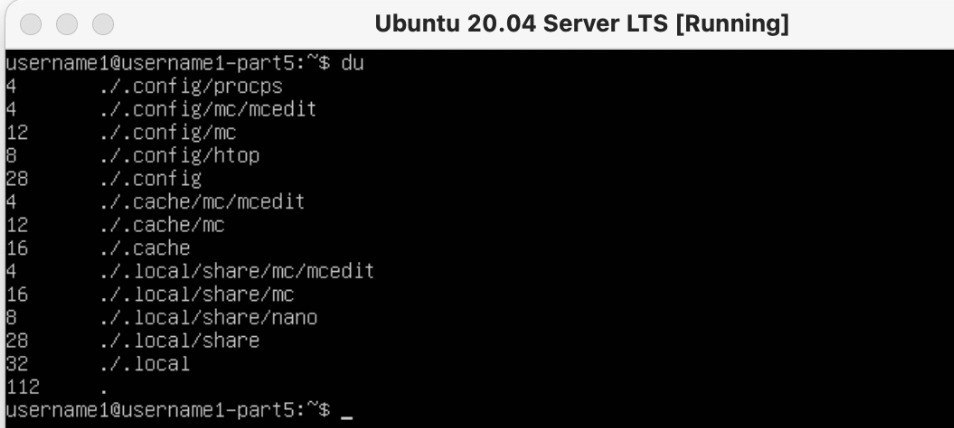 Ubuntu 20.04 Server LTS [Running]
username1@username1-part5:~$ du
4 ./.config/procps
4 ./.config/mc/mcedit
12 ./.config/mc
8 ./.config/htop
28 ./.config
4 ./.cache/mc/mcedit
12 ./.cache/mc
16 ./.cache
4 ./.local/share/mc/mcedit
16 ./.local/share/mc
8 ./.local/share/nano
28 ./.local/share
32 ./.local
112 .
username1@username1-part5:~$ _